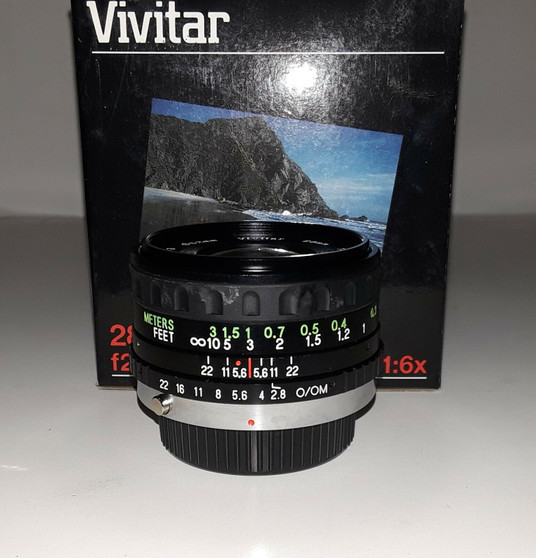 Vivitar
Vivitar
METERS 3 1.5 1 0.7 0.5 0.4
FEET ∞ 10 5 3 2 1.5 1.2 1
22 11 5.6 5.6 11 22
22 16 11 8 5.6 4 2.8 O/OM
28
f2
1:6x